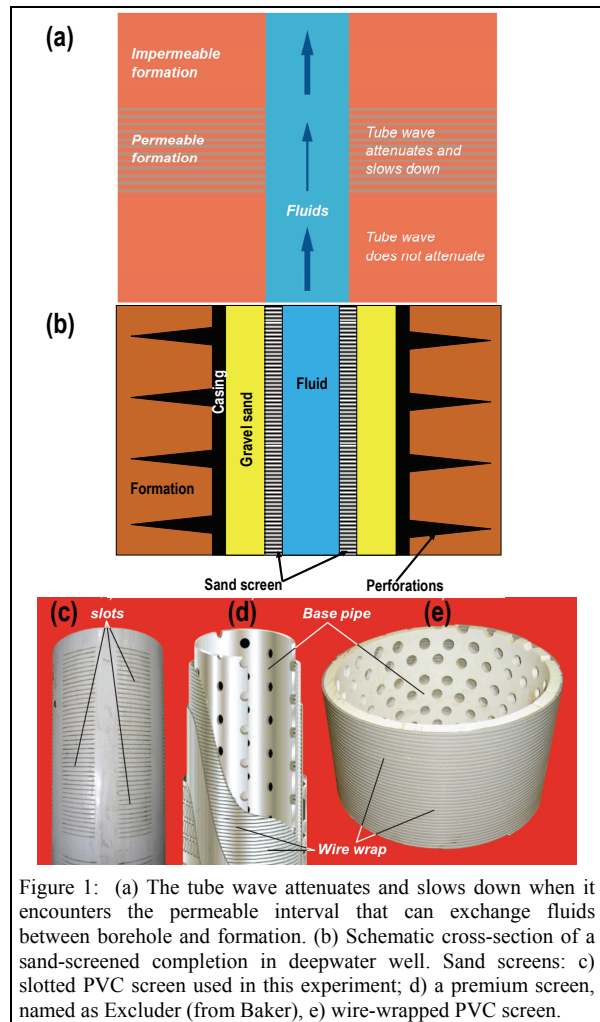 (a)
Impermeable
formation
Permeable
formation
Tube wave
attenuates and
slows down
Fluids
Tube wave
does not attenuate
(b)
Casing
Gravel sand
Fluid
Formation
Sand screen
Perforations
(c)
slots
(d)
Base pipe
(e)
Wire wrap
Figure 1: (a) The tube wave attenuates and slows down when it
encounters the permeable interval that can exchange fluids
between borehole and formation. (b) Schematic cross-section of a
sand-screened completion in deepwater well. Sand screens: c)
slotted PVC screen used in this experiment; d) a premium screen,
named as Excluder (from Baker), e) wire-wrapped PVC screen.